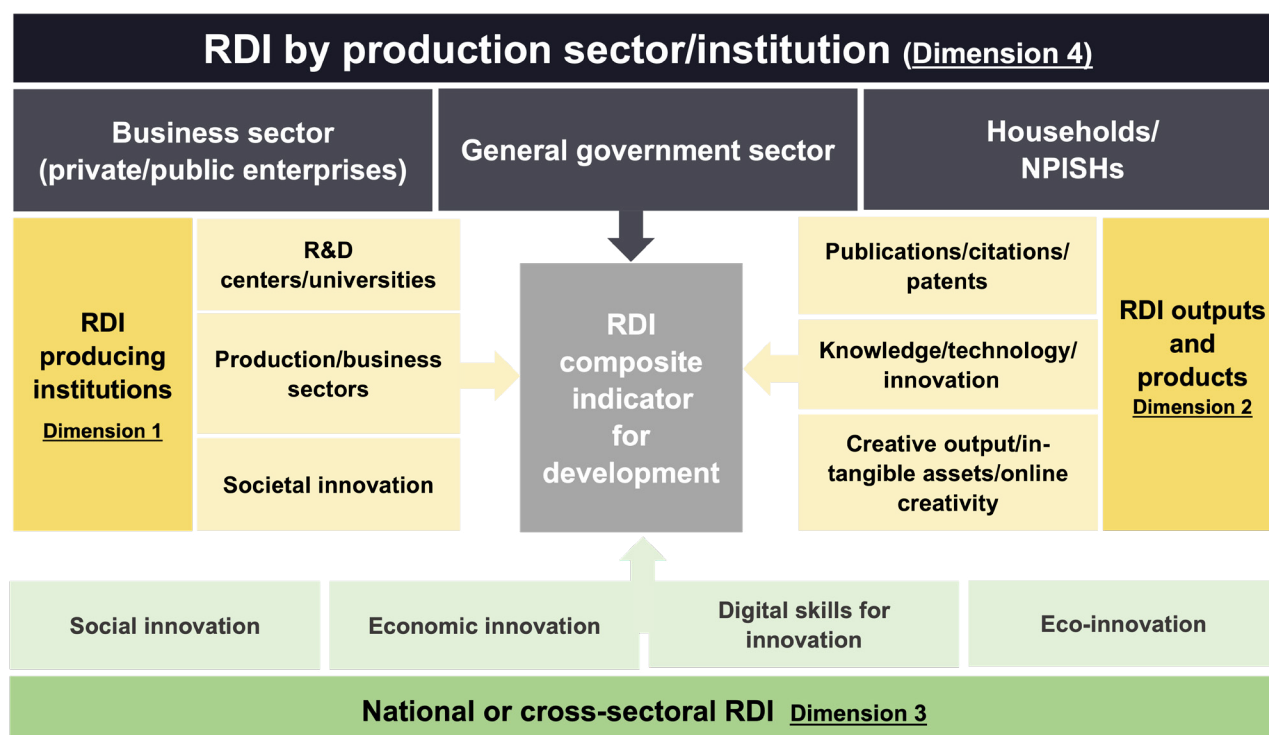 RDI by production sector/institution (Dimension 4)
Business sector
(private/public enterprises)
General government sector
Households/
NPISHs
RDI
producing
institutions
Dimension 1
R&D
centers/universities
Production/business
sectors
Societal innovation
RDI
composite
indicator
for
development
Publications/citations/
patents
Knowledge/technology/
innovation
Creative output/in-
tangible assets/online
creativity
RDI outputs
and
products
Dimension 2
Social innovation
Economic innovation
Digital skills for
innovation
Eco-innovation
National or cross-sectoral RDI Dimension 3